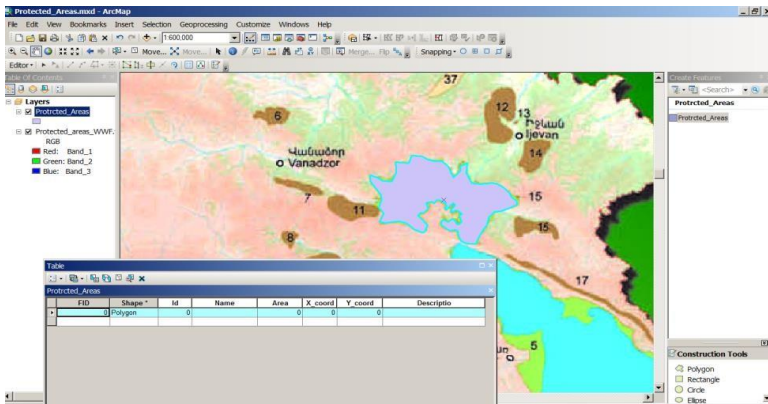 Protected_Areas.mxd - ArcMap
File Edit View Bookmarks Insert Selection Geoprocessing Customize Windows Help
1:600.000
Move... Move... Merge... Flip Snapping
Editor
Table Of Contents
Layers
Protrcted_Areas
Protected_areas_WWF.
RGB
Red: Band_1
Green: Band_2
Blue: Band_3
37
6
12
13
Իջևան
Ijevan
14
Վանաձոր
Vanadzor
7
11
15
15
8
17
5
Create Features
<Search>
Protrcted_Areas
Protrcted_Areas
Construction Tools
Polygon
Rectangle
Circle
Ellipse
Table
Protrcted_Areas
FID Shape * Id Name Area X_coord Y_coord Descriptio
0 Polygon 0 0 0 0